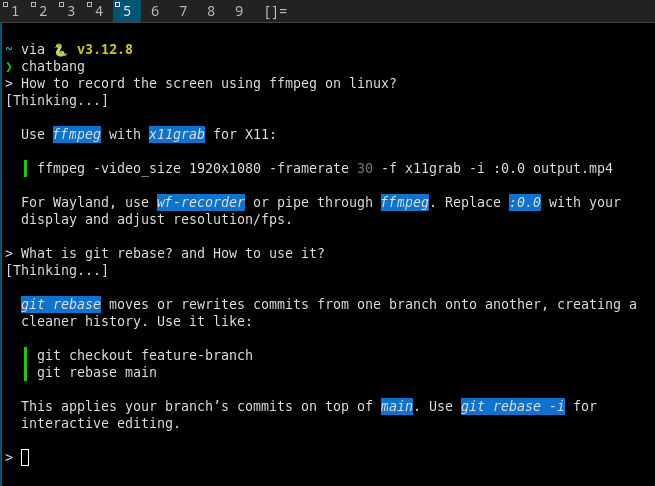 1 2 3 4 5 6 7 8 9 []=
~ via 🐍 v3.12.8
❯ chatbang
> How to record the screen using ffmpeg on linux?
[Thinking...]
Use ffmpeg with x11grab for X11:
ffmpeg -video_size 1920x1080 -framerate 30 -f x11grab -i :0.0 output.mp4
For Wayland, use wf-recorder or pipe through ffmpeg. Replace :0.0 with your
display and adjust resolution/fps.
> What is git rebase? and How to use it?
[Thinking...]
git rebase moves or rewrites commits from one branch onto another, creating a
cleaner history. Use it like:
git checkout feature-branch
git rebase main
This applies your branch’s commits on top of main. Use git rebase -i for
interactive editing.
>